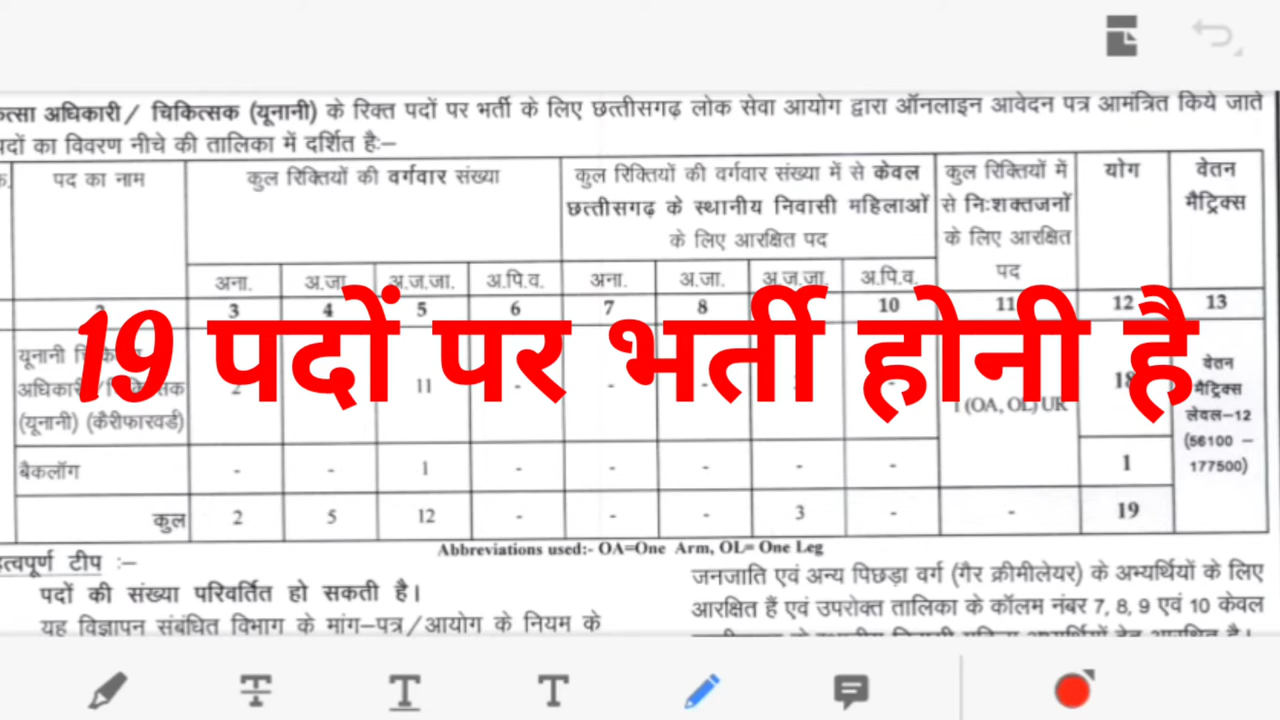 त्सा अधिकारी/ चिकित्सक (यूनानी) के रिक्त पदों पर भर्ती के लिए छत्तीसगढ़ लोक सेवा आयोग द्वारा ऑनलाइन आवेदन पत्र आमंत्रित किये जाते
पदों का विवरण नीचे की तालिका में दर्शित है:–
पद का नाम
कुल रिक्तियों की वर्गवार संख्या
कुल रिक्तियों की वर्गवार संख्या में से केवल
छत्तीसगढ़ के स्थानीय निवासी महिलाओं
के लिए आरक्षित पद
कुल रिक्तियों में
से निःशक्तजनों
के लिए आरक्षित
पद
योग
वेतन
मैट्रिक्स
अना. अ.जा. अ.ज.जा. अ.पि.व. अना. अ.जा. अ.ज.जा. अ.पि.व.
3 4 5 6 7 8 10 11 12 13
19 पदों पर भर्ती होनी है
यूनानी
(यूनानी) (कैरीफारवर्ड)
11 - - - -
1 (OA, OL) UR
18
वेतन
मैट्रिक्स
लेवल–12
(56100 –
177500)
बैकलॉग - - 1 - - - - - 1
कुल 2 5 12 - - - 3 - - 19
Abbreviations used:- OA=One Arm, OL= One Leg
त्वपूर्ण टीप :–
पदों की संख्या परिवर्तित हो सकती है।
यह विज्ञापन संबंधित विभाग के मांग–पत्र/आयोग के नियम के
जनजाति एवं अन्य पिछड़ा वर्ग (गैर क्रीमीलेयर) के अभ्यर्थियों के लिए
आरक्षित हैं एवं उपरोक्त तालिका के कॉलम नंबर 7, 8, 9 एवं 10 केवल